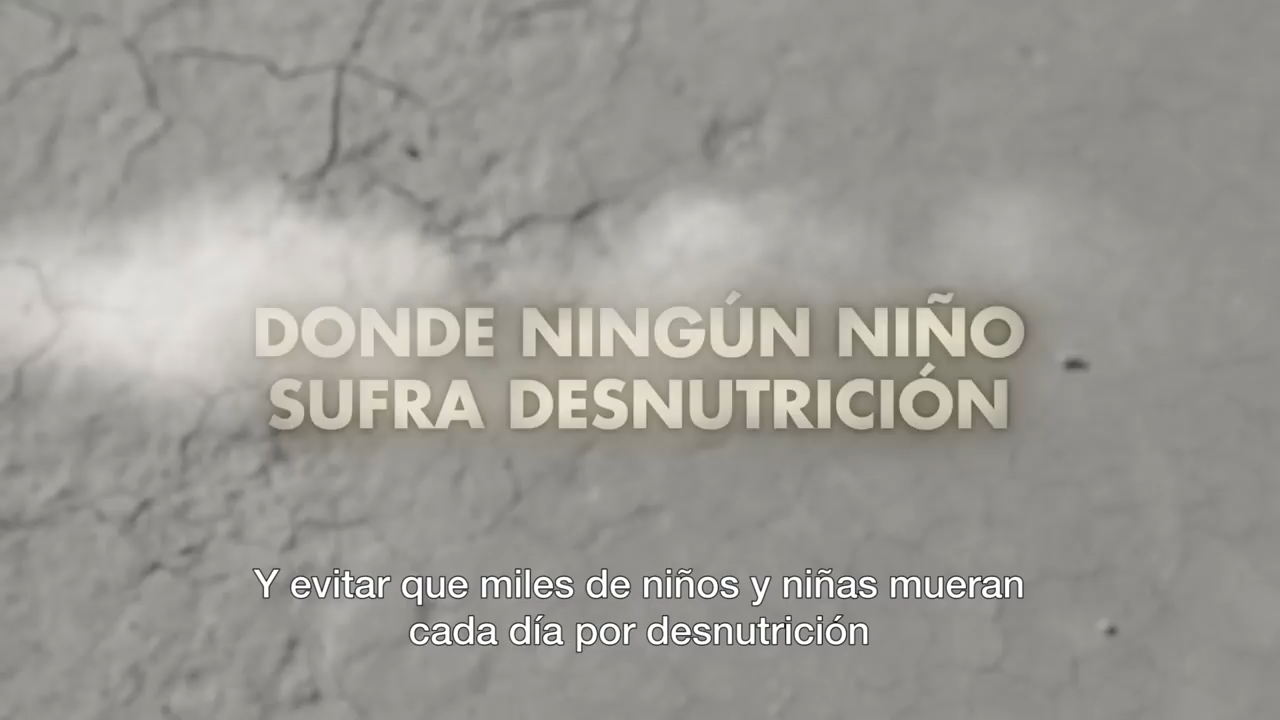 DONDE NINGÚN NIÑO
SUFRA DESNUTRICIÓN
Y evitar que miles de niños y niñas mueran
cada día por desnutrición